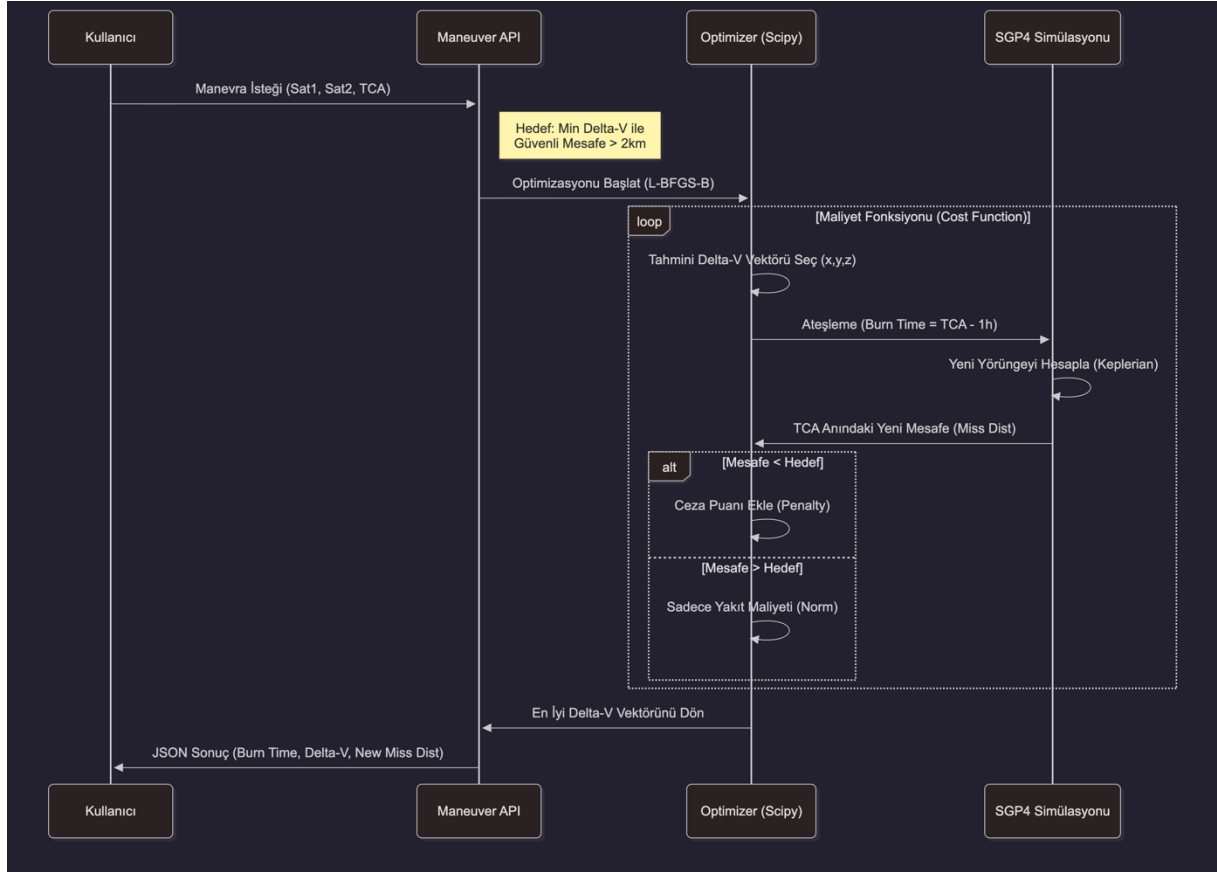 Kullanıcı
Maneuver API
Optimizer (Scipy)
SGP4 Simülasyonu
Manevra İsteği (Sat1, Sat2, TCA)
Hedef: Min Delta-V ile
Güvenli Mesafe > 2km
Optimizasyonu Başlat (L-BFGS-B)
loop
[Maliyet Fonksiyonu (Cost Function)]
Tahmini Delta-V Vektörü Seç (x,y,z)
Ateşleme (Burn Time = TCA - 1h)
Yeni Yörüngeyi Hesapla (Keplerian)
TCA Anındaki Yeni Mesafe (Miss Dist)
alt
[Mesafe < Hedef]
Ceza Puanı Ekle (Penalty)
[Mesafe > Hedef]
Sadece Yakıt Maliyeti (Norm)
En İyi Delta-V Vektörünü Dön
JSON Sonuç (Burn Time, Delta-V, New Miss Dist)
Kullanıcı
Maneuver API
Optimizer (Scipy)
SGP4 Simülasyonu